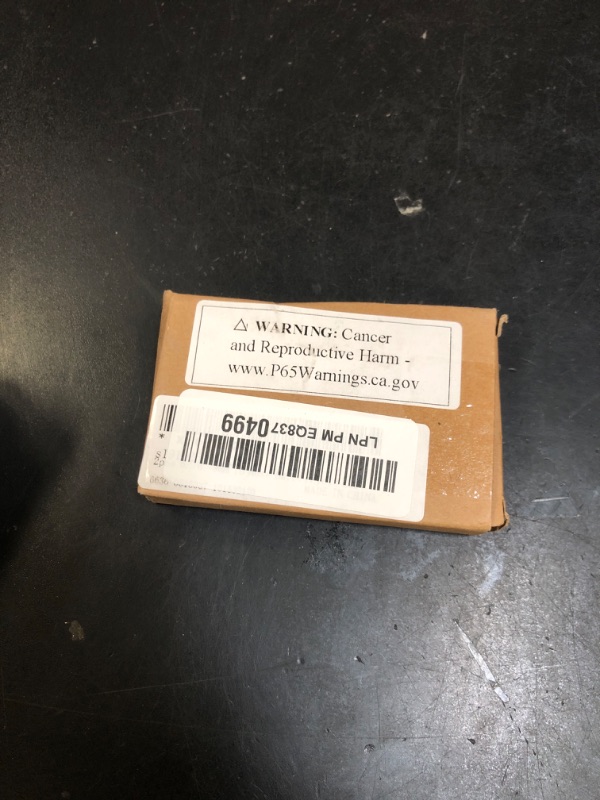 ⚠ WARNING: Cancer
and Reproductive Harm -
www.P65Warnings.ca.gov
LPN PM EQ8370499